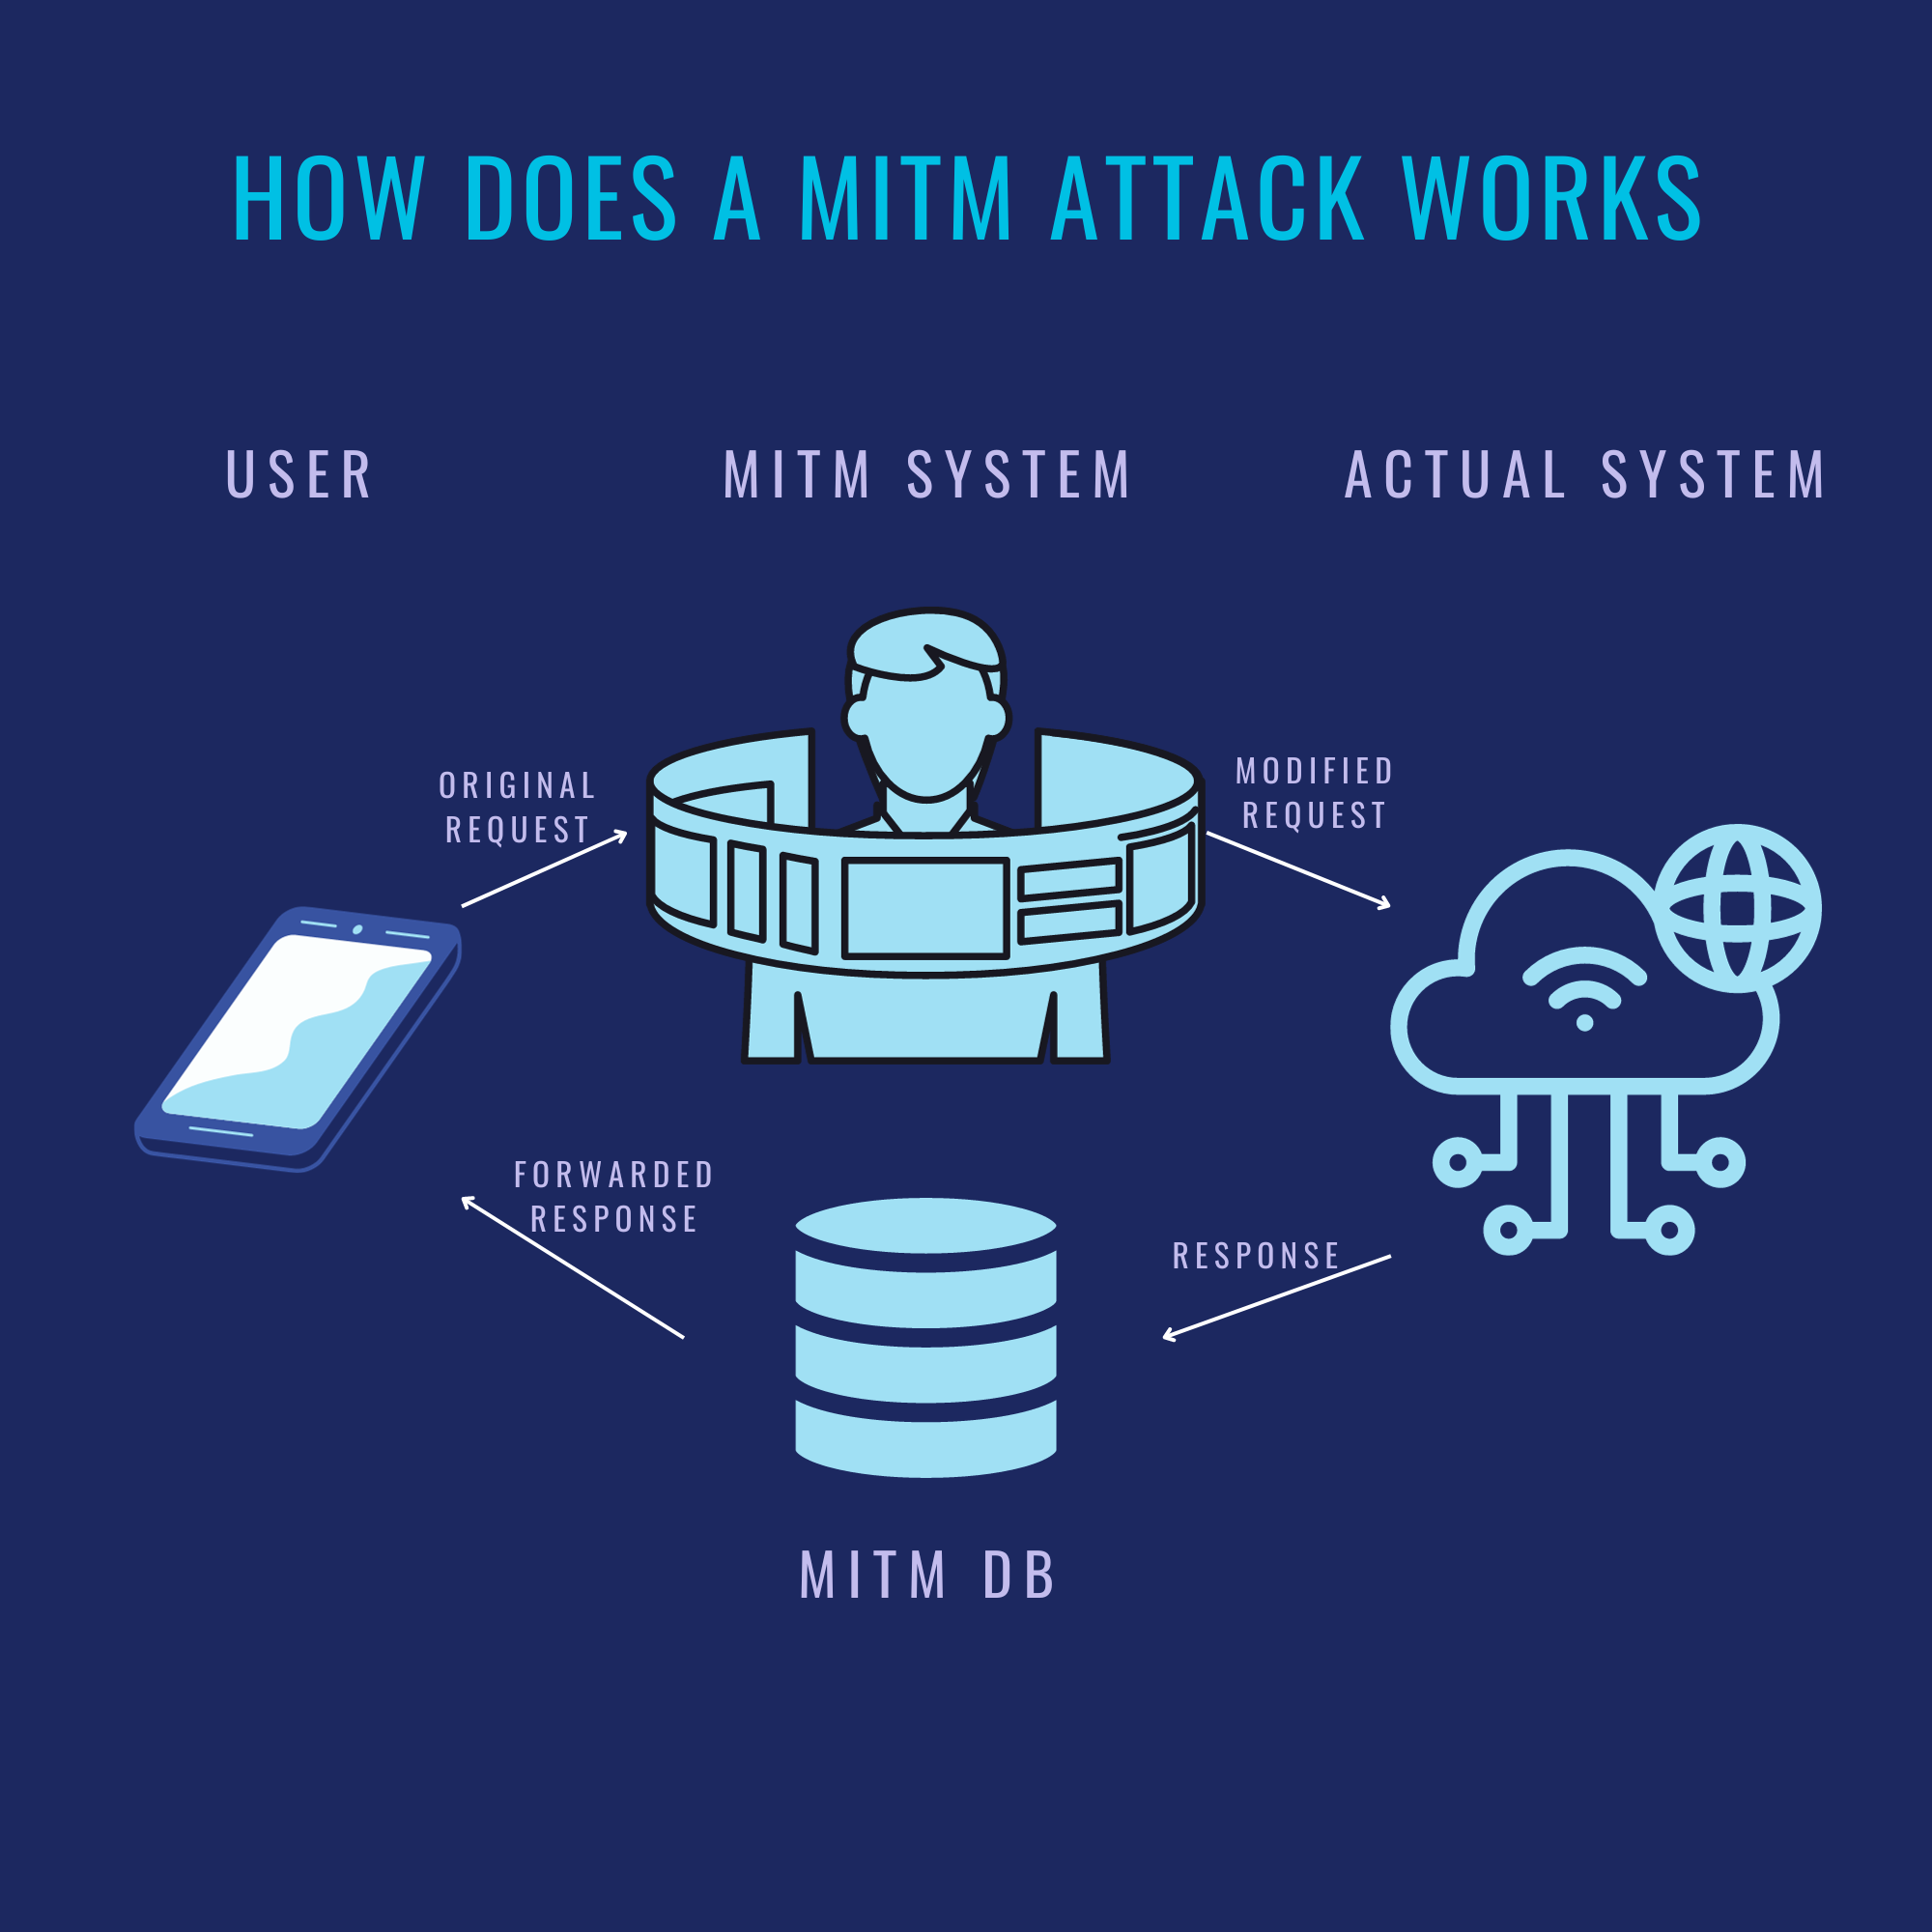 HOW DOES A MITM ATTACK WORKS
USER
MITM SYSTEM
ACTUAL SYSTEM
ORIGINAL
REQUEST
MODIFIED
REQUEST
FORWARDED
RESPONSE
RESPONSE
MITM DB